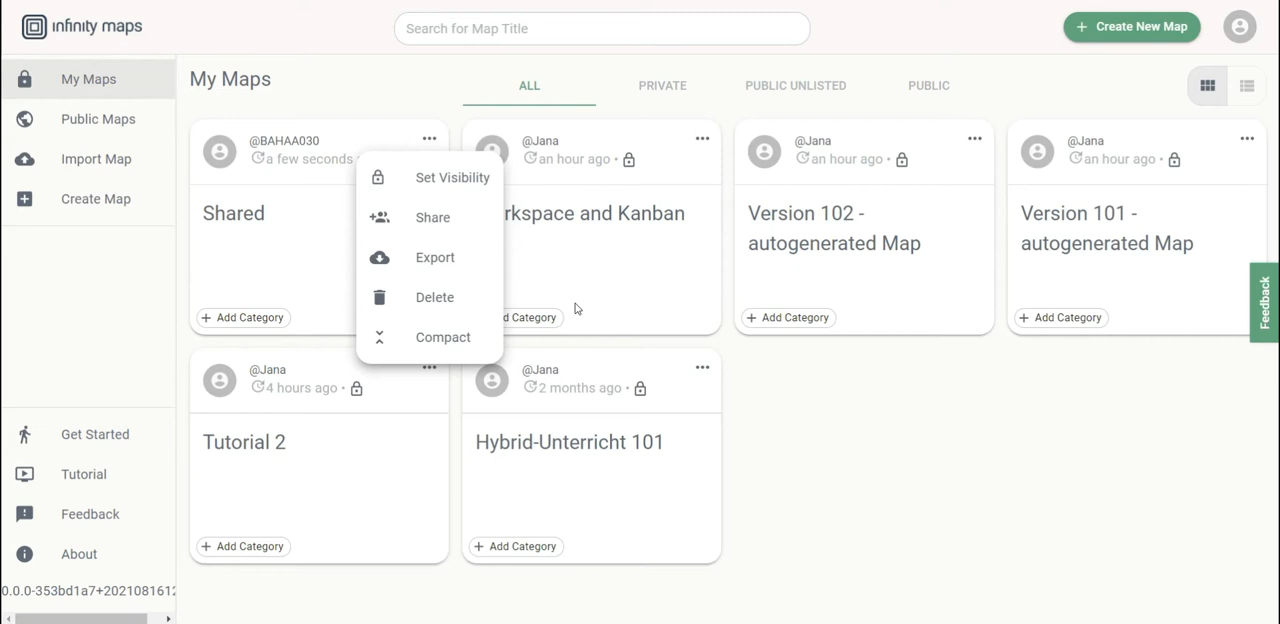 infinity maps
Search for Map Title
+ Create New Map
My Maps
Public Maps
Import Map
Create Map
My Maps
ALL
PRIVATE
PUBLIC UNLISTED
PUBLIC
@BAHAA030
a few seconds
Shared
+ Add Category
Set Visibility
Share
Export
Delete
Compact
@Jana
an hour ago •
rkspace and Kanban
d Category
@Jana
an hour ago •
Version 102 -
autogenerated Map
+ Add Category
@Jana
an hour ago •
Version 101 -
autogenerated Map
+ Add Category
Feedback
@Jana
4 hours ago •
Tutorial 2
+ Add Category
@Jana
2 months ago •
Hybrid-Unterricht 101
+ Add Category
Get Started
Tutorial
Feedback
About
0.0.0-353bd1a7+2021081612